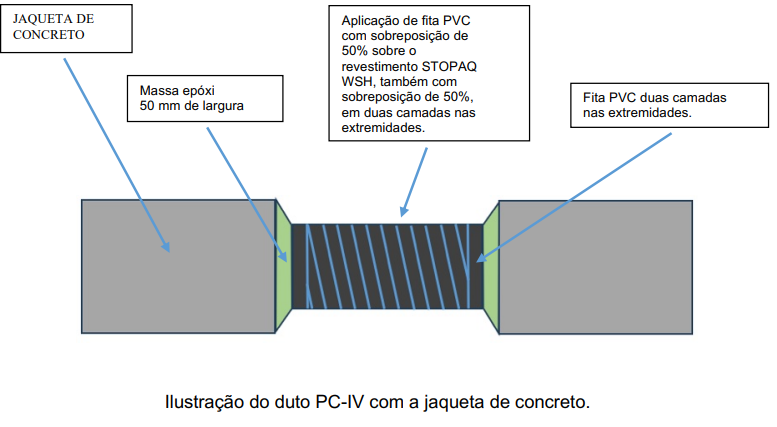 JAQUETA DE
CONCRETO
Massa epóxi
50 mm de largura
Aplicação de fita PVC
com sobreposição de
50% sobre o
revestimento STOPAQ
WSH, também com
sobreposição de 50%,
em duas camadas nas
extremidades.
Fita PVC duas camadas
nas extremidades.
Ilustração do duto PC-IV com a jaqueta de concreto.